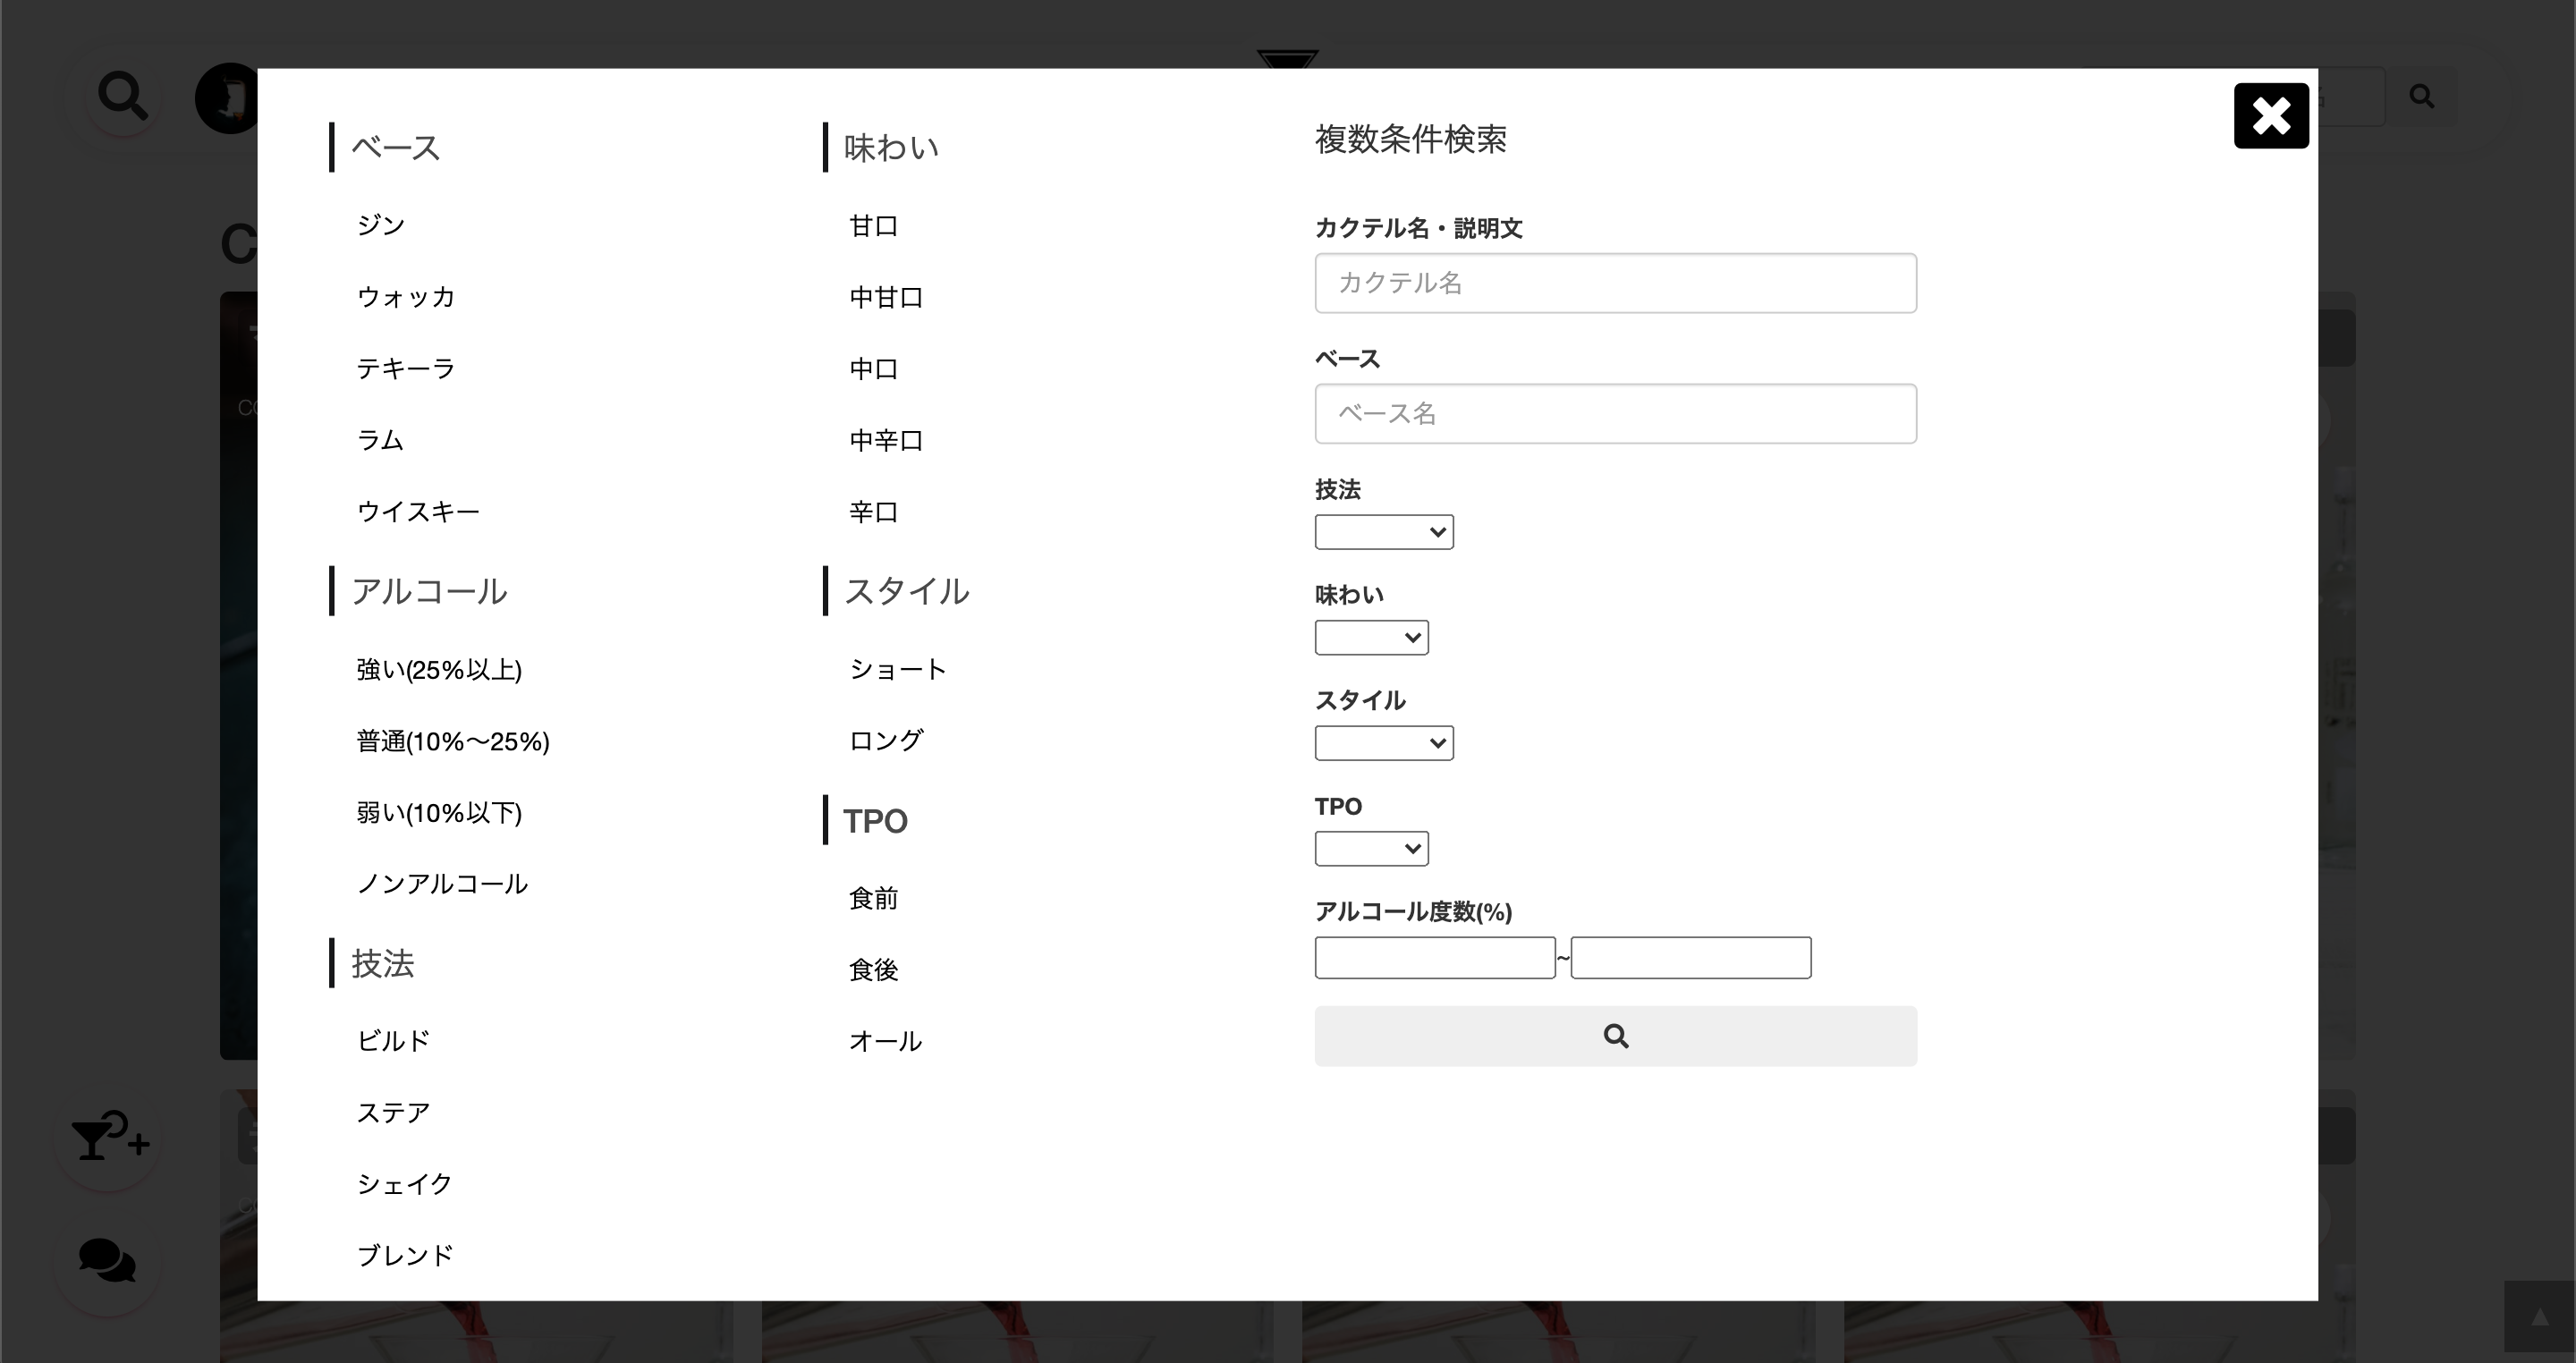 ベース
ジン
ウォッカ
テキーラ
ラム
ウイスキー
アルコール
強い(25%以上)
普通(10%〜25%)
弱い(10%以下)
ノンアルコール
技法
ビルド
ステア
シェイク
ブレンド
味わい
甘口
中甘口
中口
中辛口
辛口
スタイル
ショート
ロング
TPO
食前
食後
オール
複数条件検索
カクテル名・説明文
カクテル名
ベース
ベース名
技法
味わい
スタイル
TPO
アルコール度数(%)
~